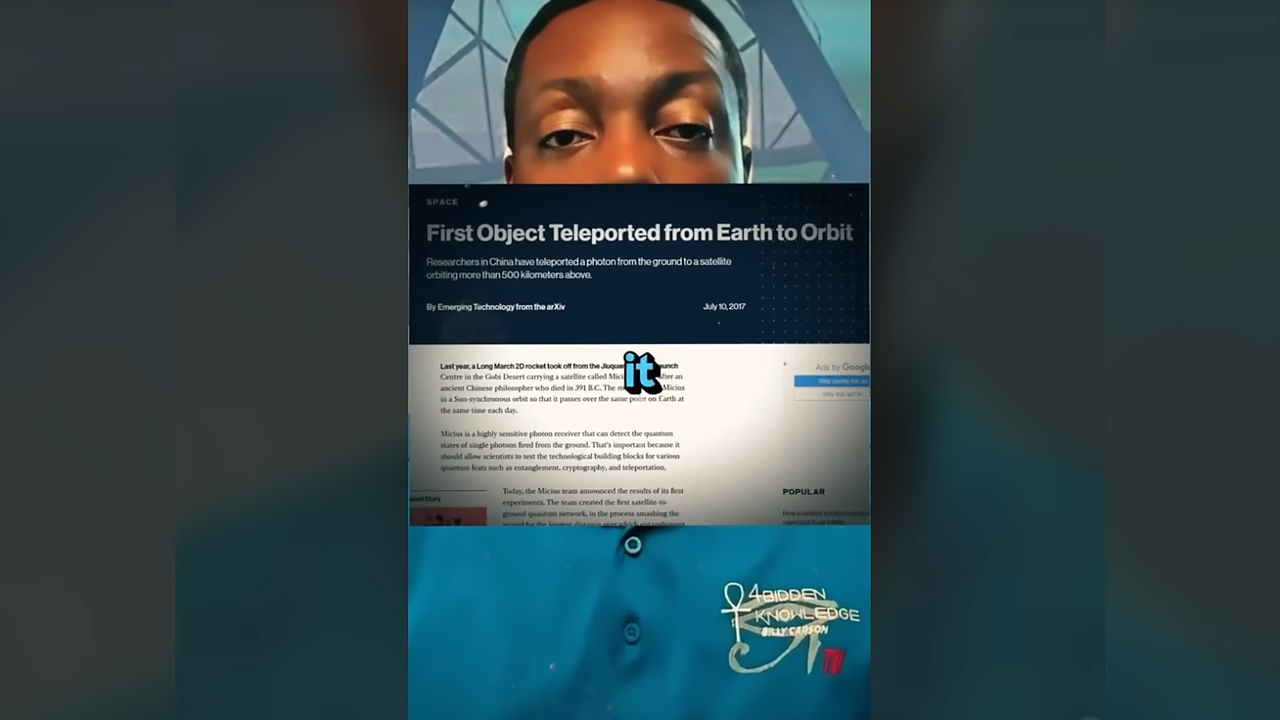 SPACE
First Object Teleported from Earth to Orbit
Researchers in China have teleported a photon from the ground to a satellite
orbiting more than 500 kilometers above.
By Emerging Technology from the arXiv
July 10, 2017
Last year, a Long March 2D rocket took off from the Jiuquan
Centre in the Gobi Desert carrying a satellite called after an
ancient Chinese philosopher who died in 391 B.C. The Micius
in a Sun-synchronous orbit so that it passes over the same point on Earth at
the same time each day.
it
Ads by Google
Micius is a highly sensitive photon receiver that can detect the quantum
states of single photons fired from the ground. That's important because it
should allow scientists to test the technological building blocks for various
quantum feats such as entanglement, cryptography, and teleportation.
Story
Today, the Micius team announced the results of its first
experiments. The team created the first satellite-to-
ground quantum network, in the process smashing the
POPULAR
4BIDDEN
KNOWLEDGE
BILLY CARSON
TV